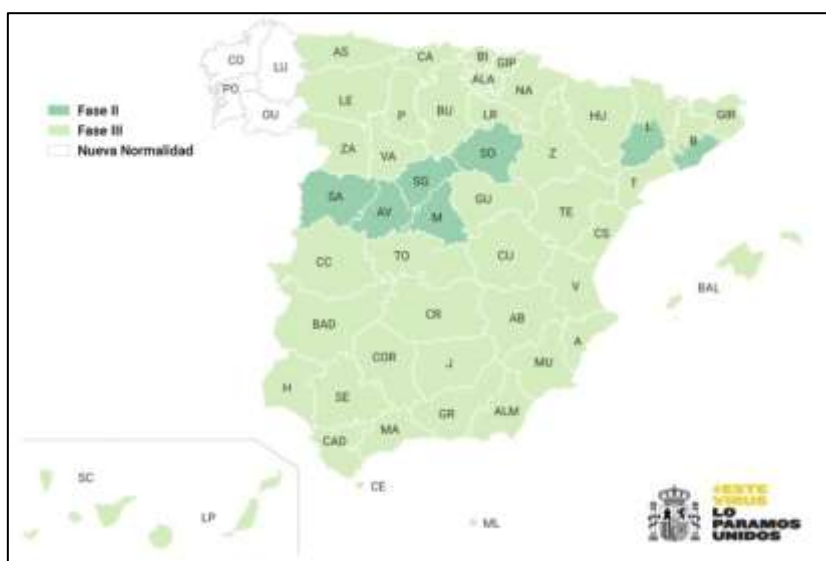 AS
CA
BI
GIP
CO
LU
ALA
NA
PO
OU
LE
P
BU
LR
HU
L
GIR
B
Fase II
Fase III
Nueva Normalidad
ZA
VA
SO
Z
T
SA
SG
AV
M
GU
TE
CS
CC
TO
CU
V
BAL
BAD
CR
AB
A
COR
J
MU
H
SE
GR
ALM
CAD
MA
SC
LP
CE
ML
#ESTE
VIRUS
LO
PARAMOS
UNIDOS